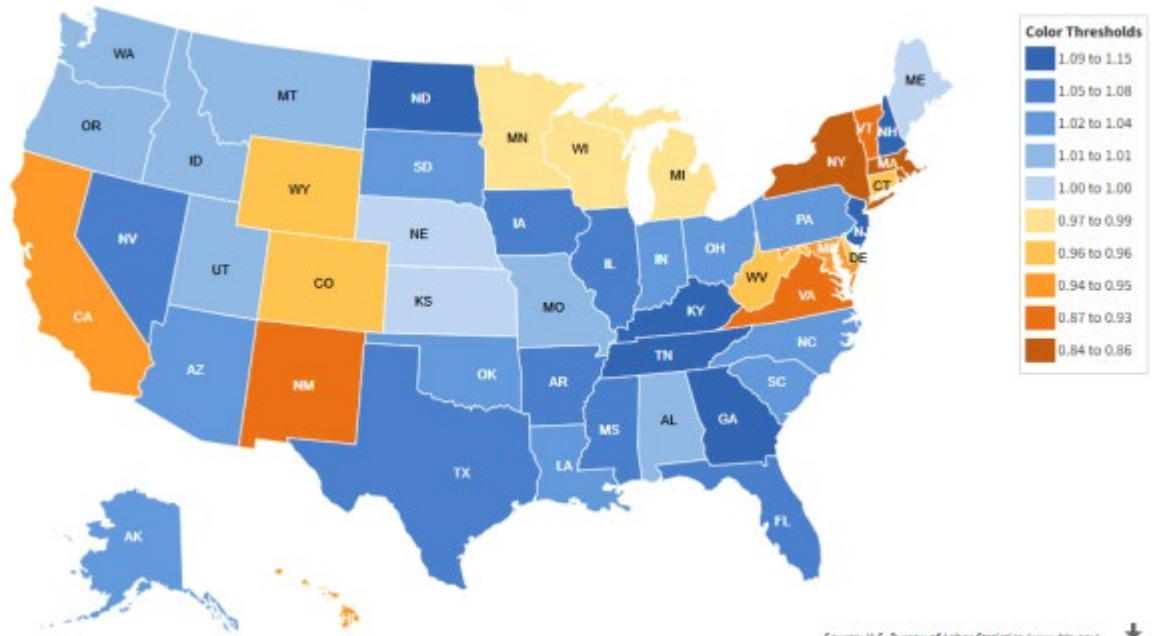 Color Thresholds
1.09 to 1.15
1.05 to 1.08
1.02 to 1.04
1.01 to 1.01
1.00 to 1.00
0.97 to 0.99
0.96 to 0.96
0.94 to 0.95
0.87 to 0.93
0.84 to 0.86
WA
MT
ND
MN
ME
OR
ID
WY
SD
WI
MI
NY
VT
NH
MA
CT
NV
UT
CO
NE
IA
IL
IN
OH
PA
NJ
DE
CA
KS
MO
KY
WV
VA
AZ
NM
OK
AR
TN
NC
SC
TX
LA
MS
AL
GA
FL
AK
HI